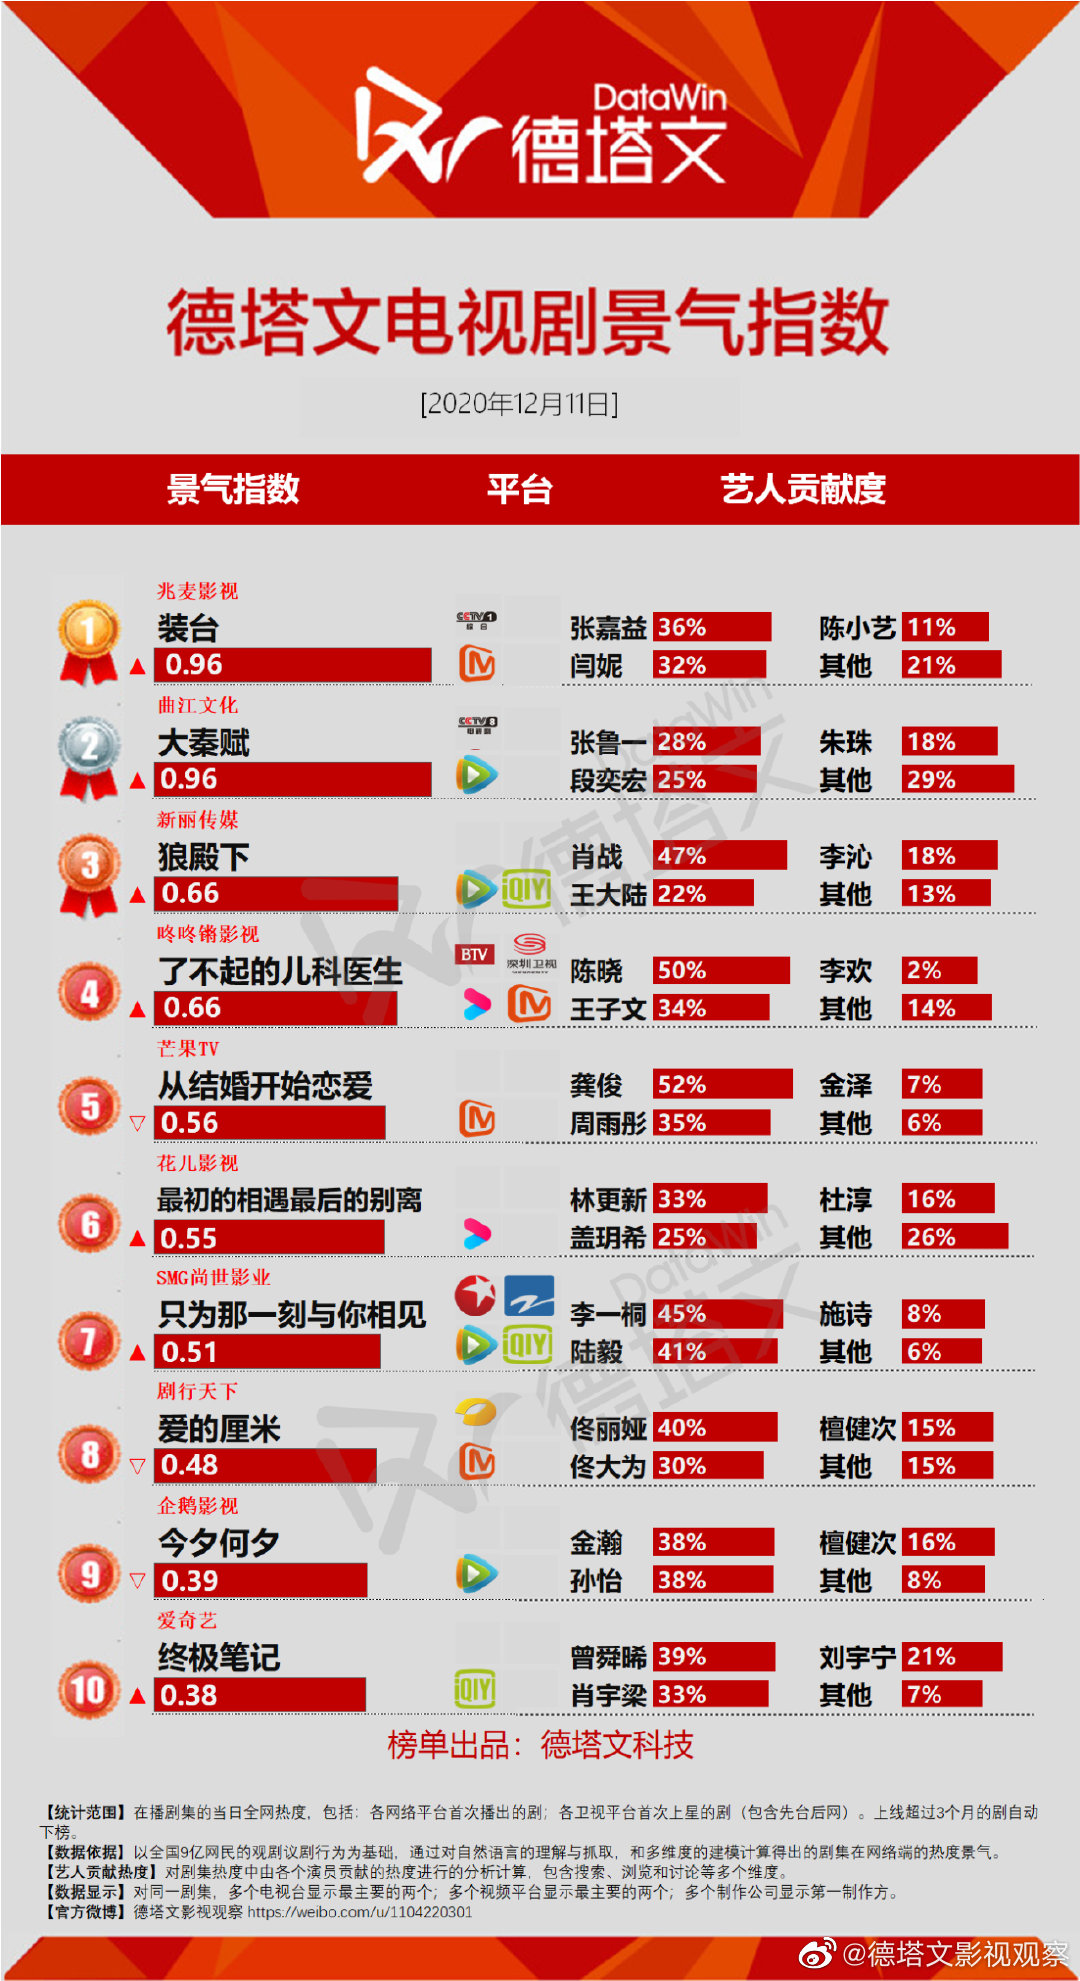 DataWin
德塔文
德塔文电视剧景气指数
[2020年12月11日]
景气指数 平台 艺人贡献度
兆麦影视
1 装台 CCTV1 综合 张嘉益 36% 陈小艺 11%
▲ 0.96 闫妮 32% 其他 21%
曲江文化
2 大秦赋 CCTV8 电视剧 张鲁一 28% 朱珠 18%
▲ 0.96 段奕宏 25% 其他 29%
新丽传媒
3 狼殿下 肖战 47% 李沁 18%
▲ 0.66 iQIYI 王大陆 22% 其他 13%
咚咚锵影视
4 了不起的儿科医生 BTV 深圳卫视 陈晓 50% 李欢 2%
▲ 0.66 王子文 34% 其他 14%
芒果TV
5 从结婚开始恋爱 龚俊 52% 金泽 7%
▽ 0.56 周雨彤 35% 其他 6%
花儿影视
6 最初的相遇最后的别离 林更新 33% 杜淳 16%
▲ 0.55 盖玥希 25% 其他 26%
SMG尚世影业
7 只为那一刻与你相见 李一桐 45% 施诗 8%
▲ 0.51 iQIYI 陆毅 41% 其他 6%
剧行天下
8 爱的厘米 佟丽娅 40% 檀健次 15%
▽ 0.48 佟大为 30% 其他 15%
企鹅影视
9 今夕何夕 金瀚 38% 檀健次 16%
▽ 0.39 孙怡 38% 其他 8%
爱奇艺
10 终极笔记 曾舜晞 39% 刘宇宁 21%
▲ 0.38 iQIYI 肖宇梁 33% 其他 7%
榜单出品：德塔文科技
【统计范围】在播剧集的当日全网热度，包括：各网络平台首次播出的剧；各卫视平台首次上星的剧（包含先台后网）。上线超过3个月的剧自动
下榜。
【数据依据】以全国9亿网民的观剧议剧行为为基础，通过对自然语言的理解与抓取，和多维度的建模计算得出的剧集在网络端的热度景气。
【艺人贡献热度】对剧集热度中由各个演员贡献的热度进行的分析计算，包含搜索、浏览和讨论等多个维度。
【数据显示】对同一剧集，多个电视台显示最主要的两个；多个视频平台显示最主要的两个；多个制作公司显示第一制作方。
【官方微博】德塔文影视观察 https://weibo.com/u/1104220301
@德塔文影视观察